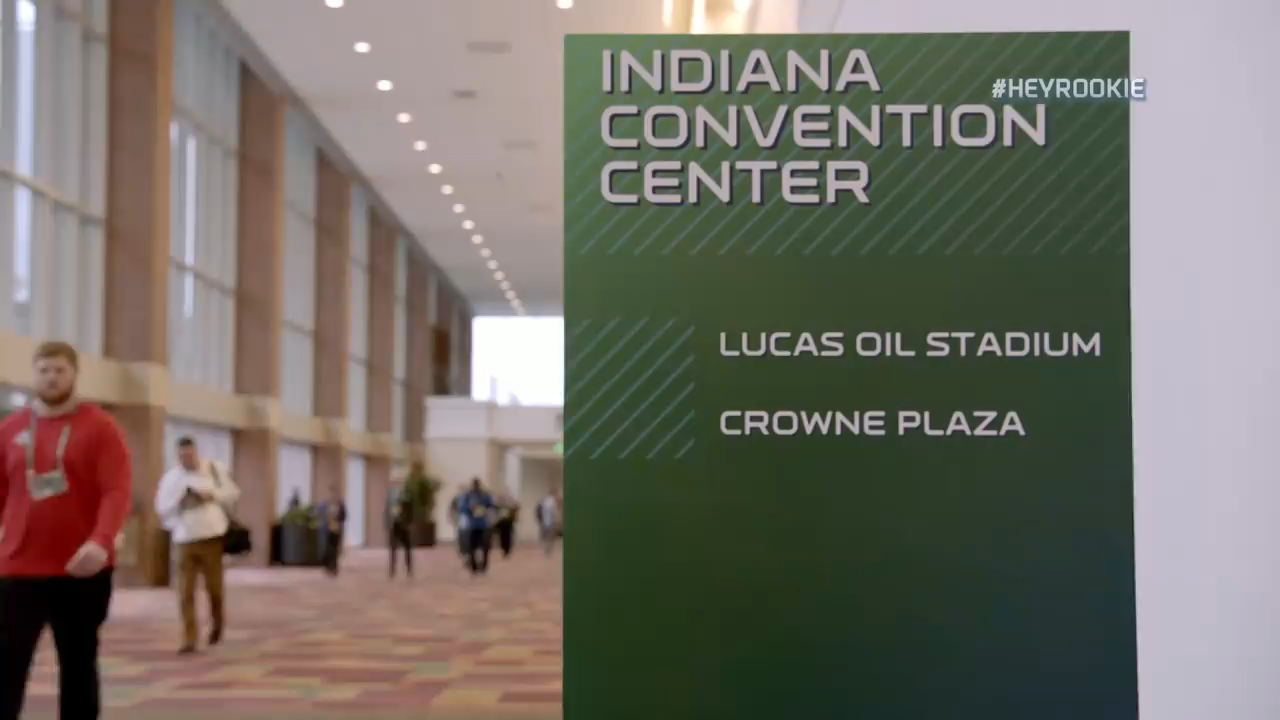 INDIANA
#HEYROOKIE
CONVENTION
CENTER
LUCAS OIL STADIUM
CROWNE PLAZA